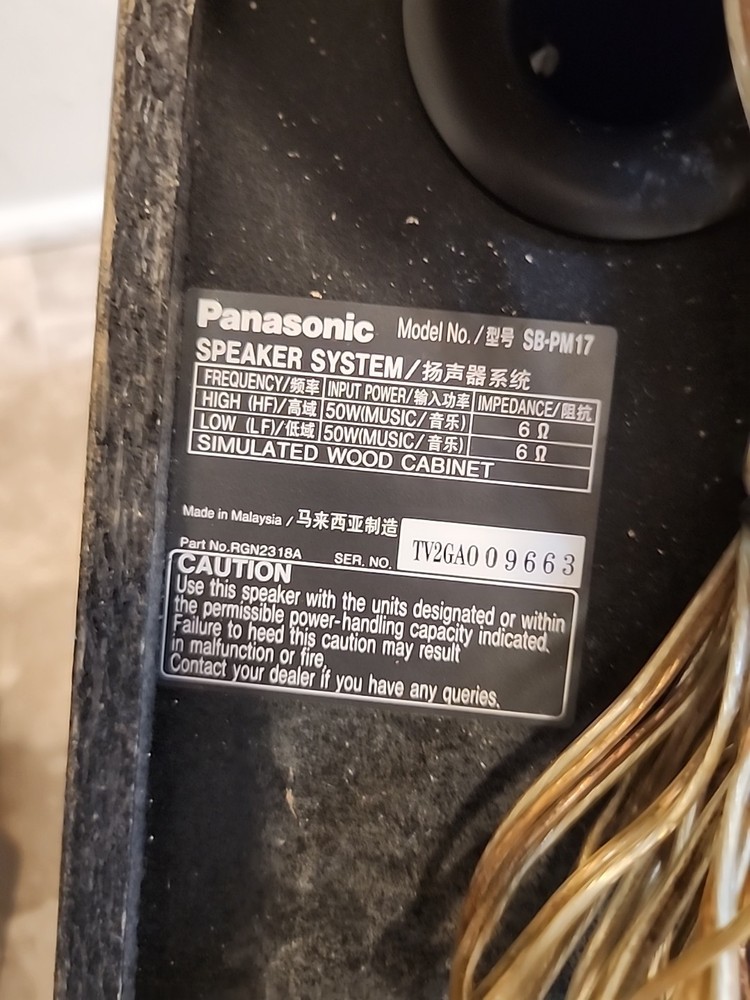 Panasonic Model No./型号 SB-PM17
SPEAKER SYSTEM/扬声器系统
FREQUENCY/频率 INPUT POWER/输入功率 IMPEDANCE/阻抗
HIGH (HF)/高域 50W(MUSIC/音乐) 6 Ω
LOW (LF)/低域 50W(MUSIC/音乐) 6 Ω
SIMULATED WOOD CABINET
Made in Malaysia / 马来西亚制造
Part No.RGN2318A SER. NO. TV2GA009663
CAUTION
Use this speaker with the units designated or within
the permissible power-handling capacity indicated.
Failure to heed this caution may result
in malfunction or fire.
Contact your dealer if you have any queries.